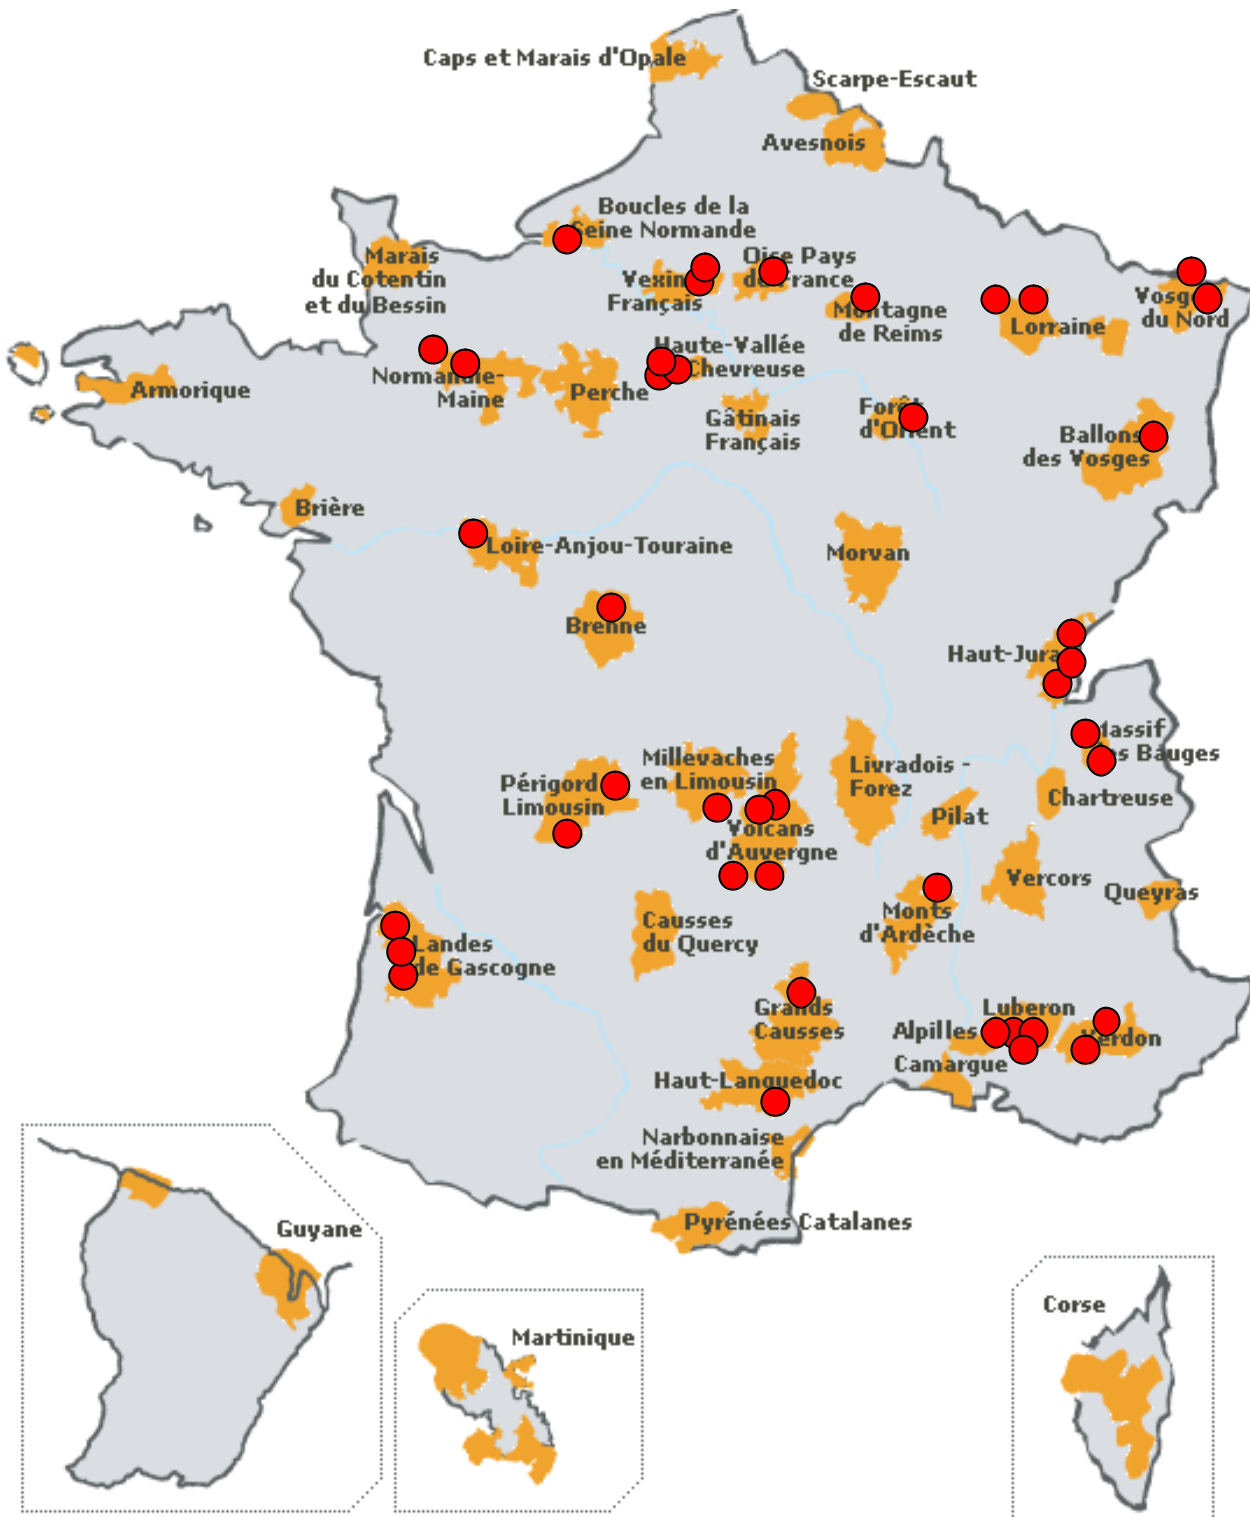 Caps et Marais d'Opale
Scarpe-Escaut
Avesnois
Boucles de la
Seine Normande
Marais
du Cotentin
et du Bessin
Vexin
Français
Oise Pays
de France
Montagne
de Reims
Lorraine
Vosges
du Nord
Armorique
Normandie-
Maine
Perche
Haute-Vallée
Chevreuse
Gâtinais
Français
Forêt
d'Orient
Ballons
des Vosges
Brière
Loire-Anjou-Touraine
Morvan
Brenne
Haut-Jura
Massif
des Bauges
Périgord
Limousin
Millevaches
en Limousin
Volcans
d'Auvergne
Livradois -
Forez
Pilat
Chartreuse
Vercors
Queyras
Monts
d'Ardèche
Causses
du Quercy
Landes
de Gascogne
Grands
Causses
Luberon
Alpilles
Verdon
Camargue
Haut-Languedoc
Narbonnaise
en Méditerranée
Pyrénées Catalanes
Guyane
Martinique
Corse